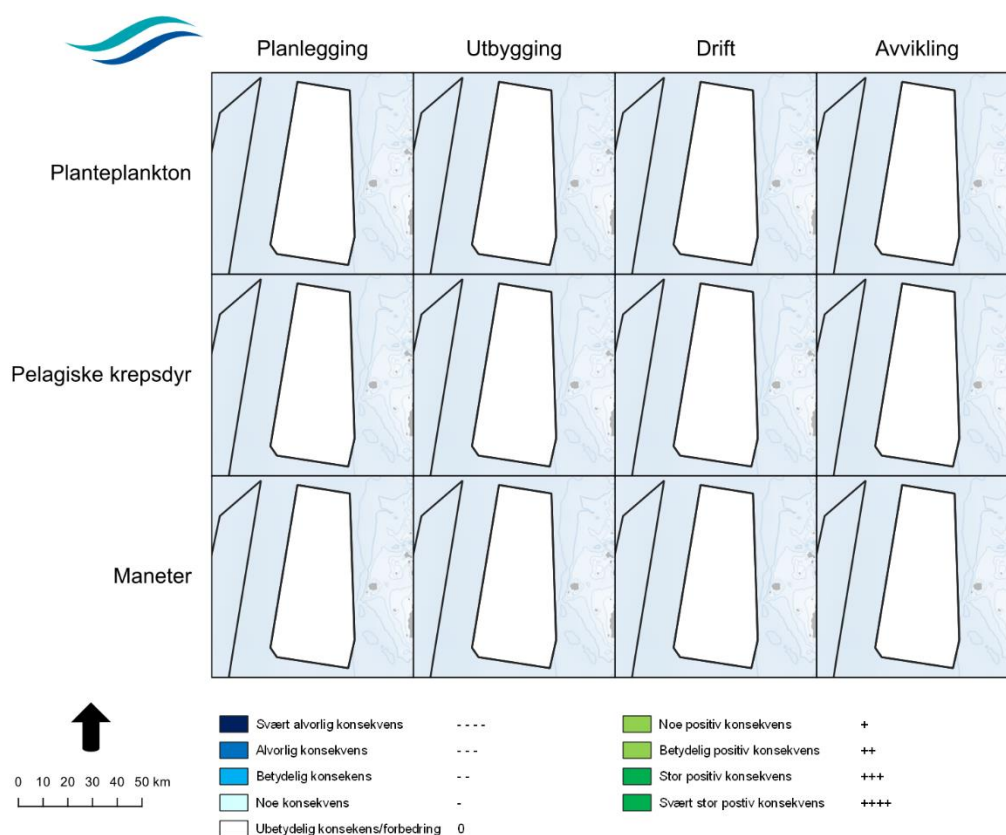 Planlegging Utbygging Drift Avvikling
Planteplankton
Pelagiske krepsdyr
Maneter
0 10 20 30 40 50 km
Svært alvorlig konsekvens - - - -
Alvorlig konsekvens - - -
Betydelig konsekens - -
Noe konsekvens -
Ubetydelig konsekens/forbedring 0
Noe positiv konsekvens +
Betydelig positiv konsekvens ++
Stor positiv konsekvens +++
Svært stor postiv konsekvens ++++